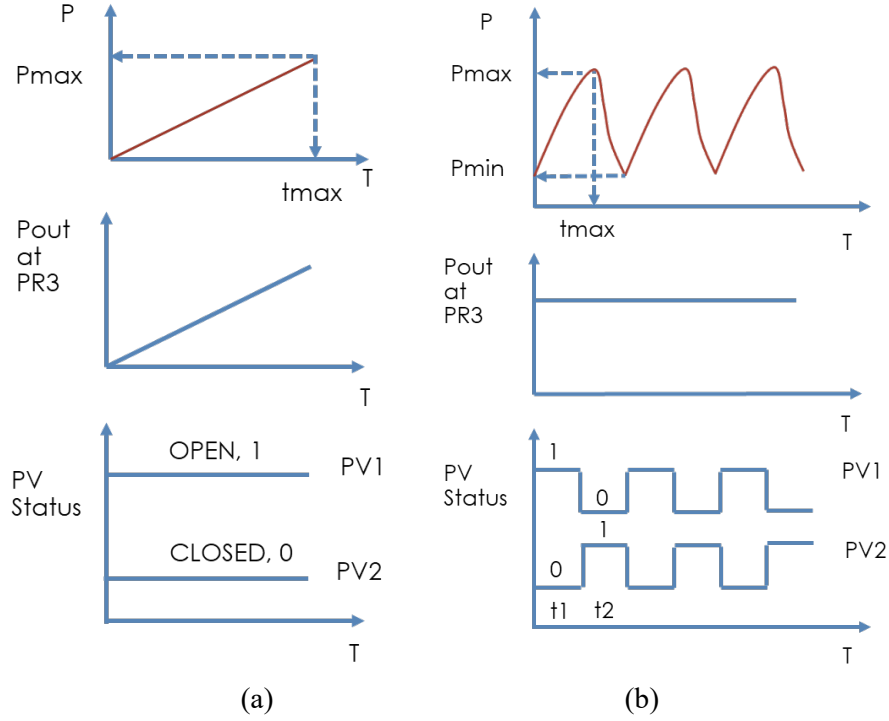 P
Pmax
T
tmax
Pout
at
PR3
T
OPEN, 1
PV1
PV
Status
CLOSED, 0
PV2
T
(a)
P
Pmax
Pmin
tmax
T
Pout
at
PR3
T
1
PV1
PV
Status
0
1
PV2
0
t1 t2
T
(b)